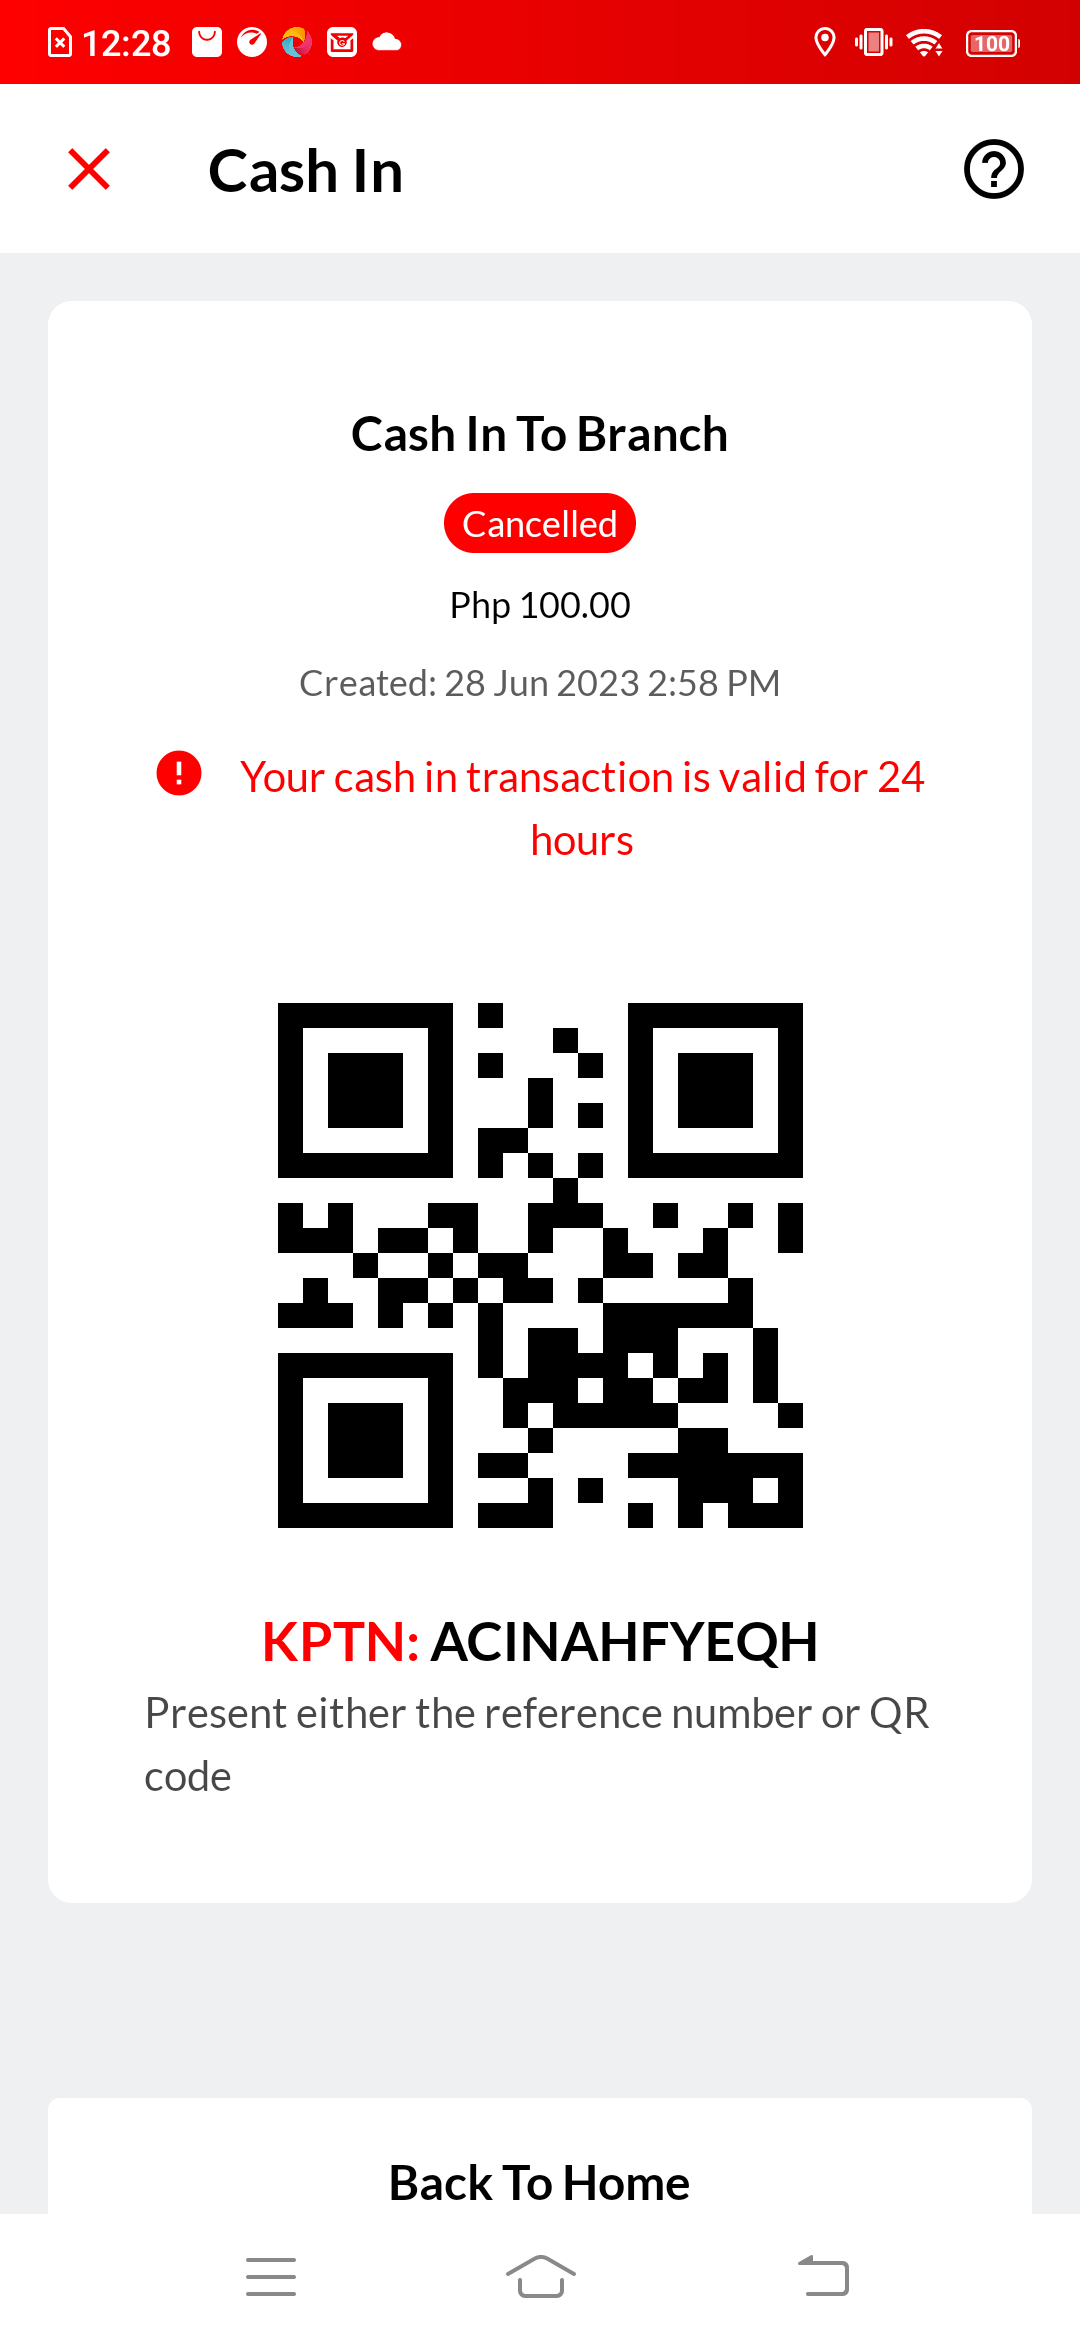 12:28
100
Cash In
Cash In To Branch
Cancelled
Php 100.00
Created: 28 Jun 2023 2:58 PM
Your cash in transaction is valid for 24
hours
KPTN: ACINAHFYEQH
Present either the reference number or QR
code
Back To Home